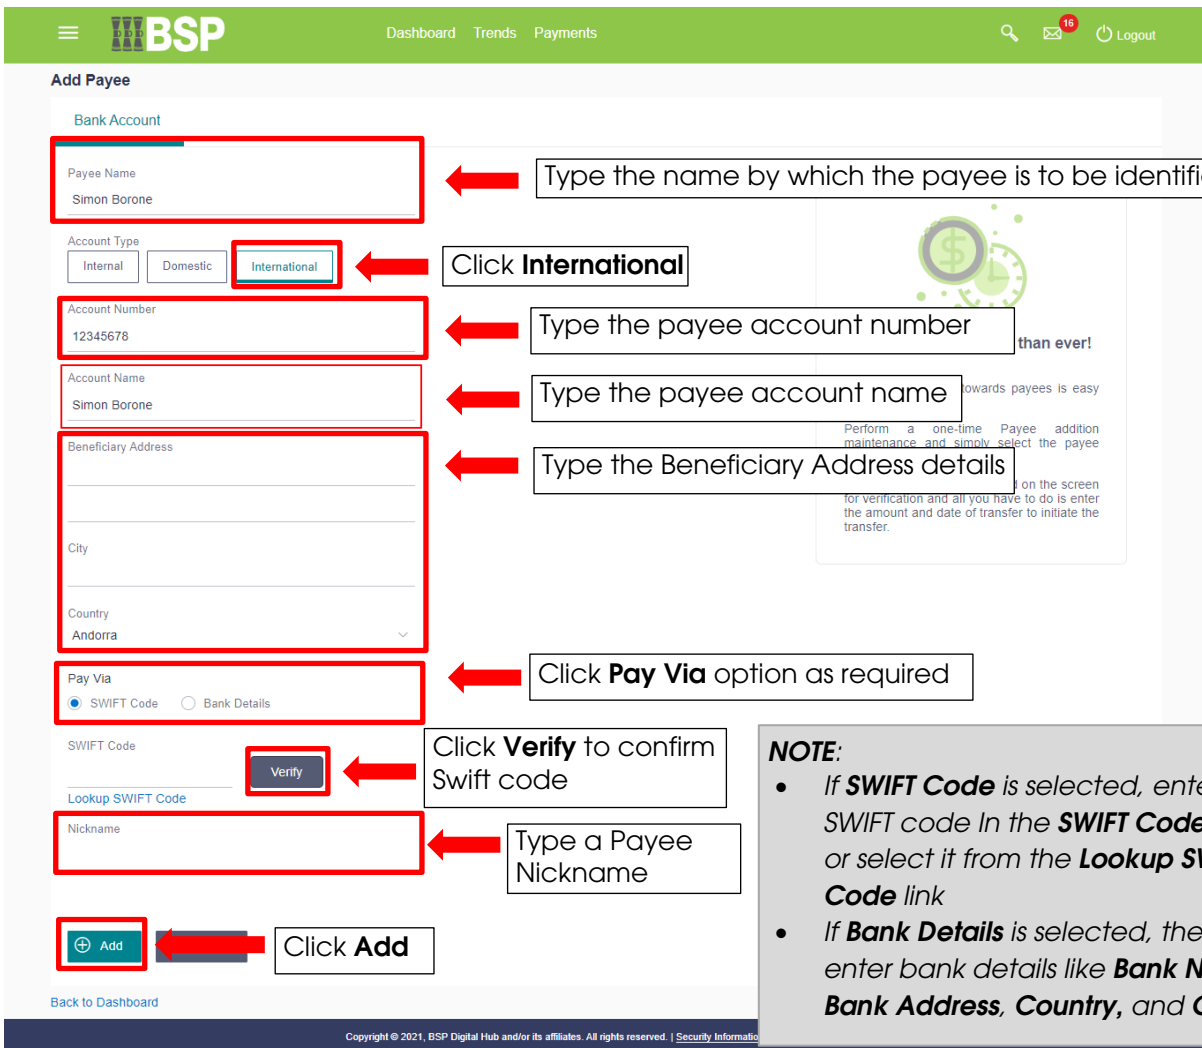 BSP
Dashboard Trends Payments
16
Logout
Add Payee
Bank Account
Payee Name
Simon Borone
Type the name by which the payee is to be
Account Type
Internal Domestic International
Click International
Account Number
12345678
Type the payee account number
than ever!
Account Name
Simon Borone
Type the payee account name
towards payees is easy
Perform a one-time Payee addition
maintenance and simply select the payee
Beneficiary Address
Type the Beneficiary Address details
on the screen
for verification and all you have to do is enter
the amount and date of transfer to initiate the
transfer.
City
Country
Andorra
Pay Via
SWIFT Code Bank Details
Click Pay Via option as required
SWIFT Code
Verify
Lookup SWIFT Code
Click Verify to confirm
Swift code
Nickname
Type a Payee
Nickname
NOTE:
• If SWIFT Code is selected,
SWIFT code In the SWIFT Code
or select it from the Lookup
Code link
• If Bank Details is selected,
enter bank details like Bank
Bank Address, Country, and
Add
Click Add
Back to Dashboard
Copyright © 2021, BSP Digital Hub and/or its affiliates. All rights reserved. | Security